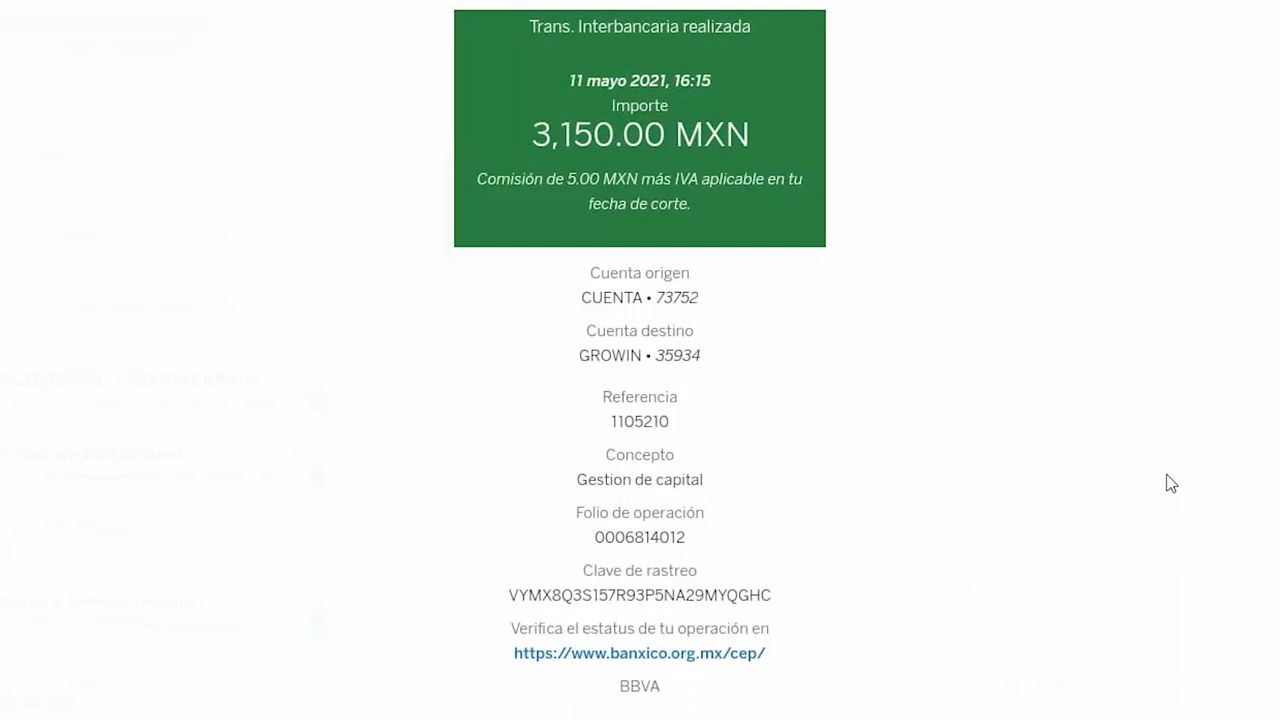 Trans. Interbancaria realizada
11 mayo 2021, 16:15
Importe
3,150.00 MXN
Comisión de 5.00 MXN más IVA aplicable en tu
fecha de corte.
Cuenta origen
CUENTA • 73752
Cuenta destino
GROWIN • 35934
Referencia
1105210
Concepto
Gestion de capital
Folio de operación
0006814012
Clave de rastreo
VYMX8Q3S157R93P5NA29MYQGHC
Verifica el estatus de tu operación en
https://www.banxico.org.mx/cep/
BBVA